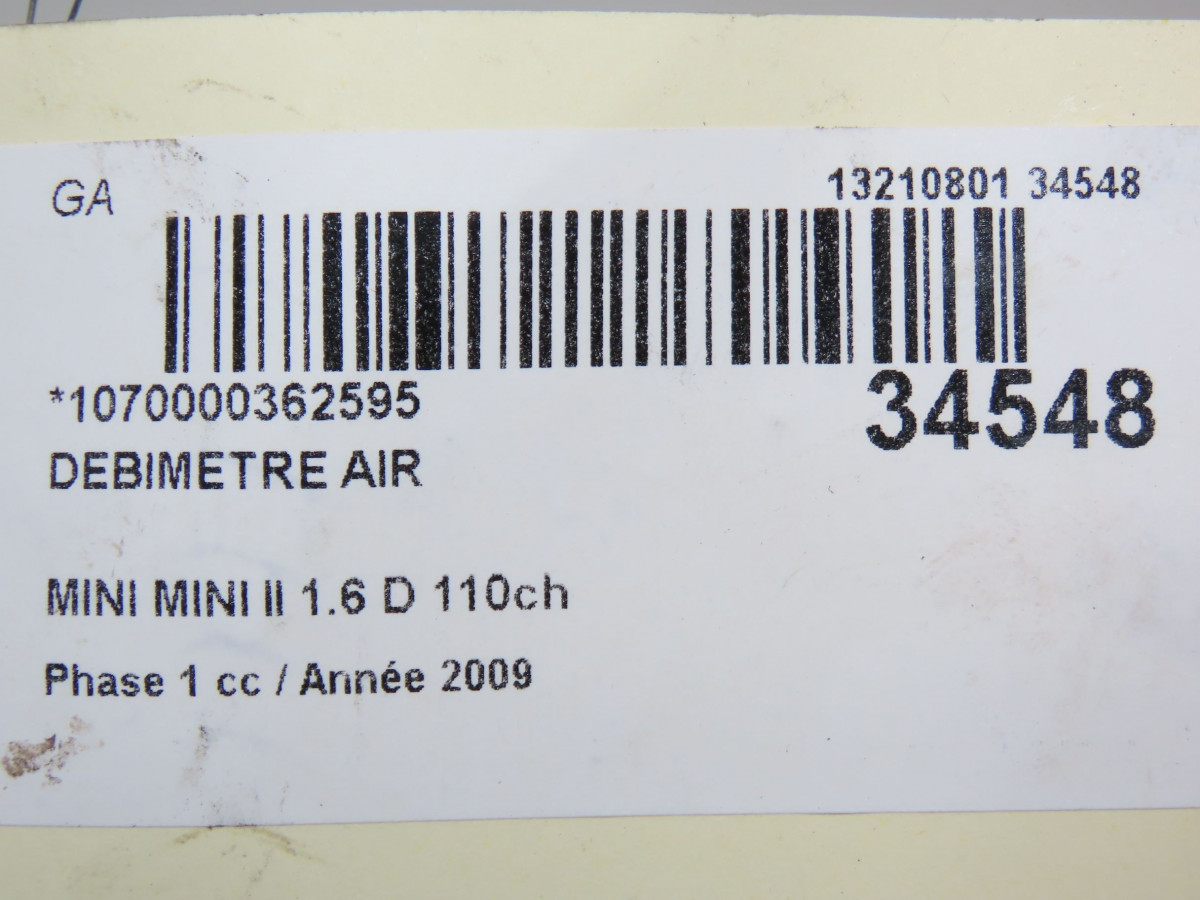 GA
13210801 34548
*1070000362595
34548
DEBIMETRE AIR
MINI MINI II 1.6 D 110ch
Phase 1 cc / Année 2009